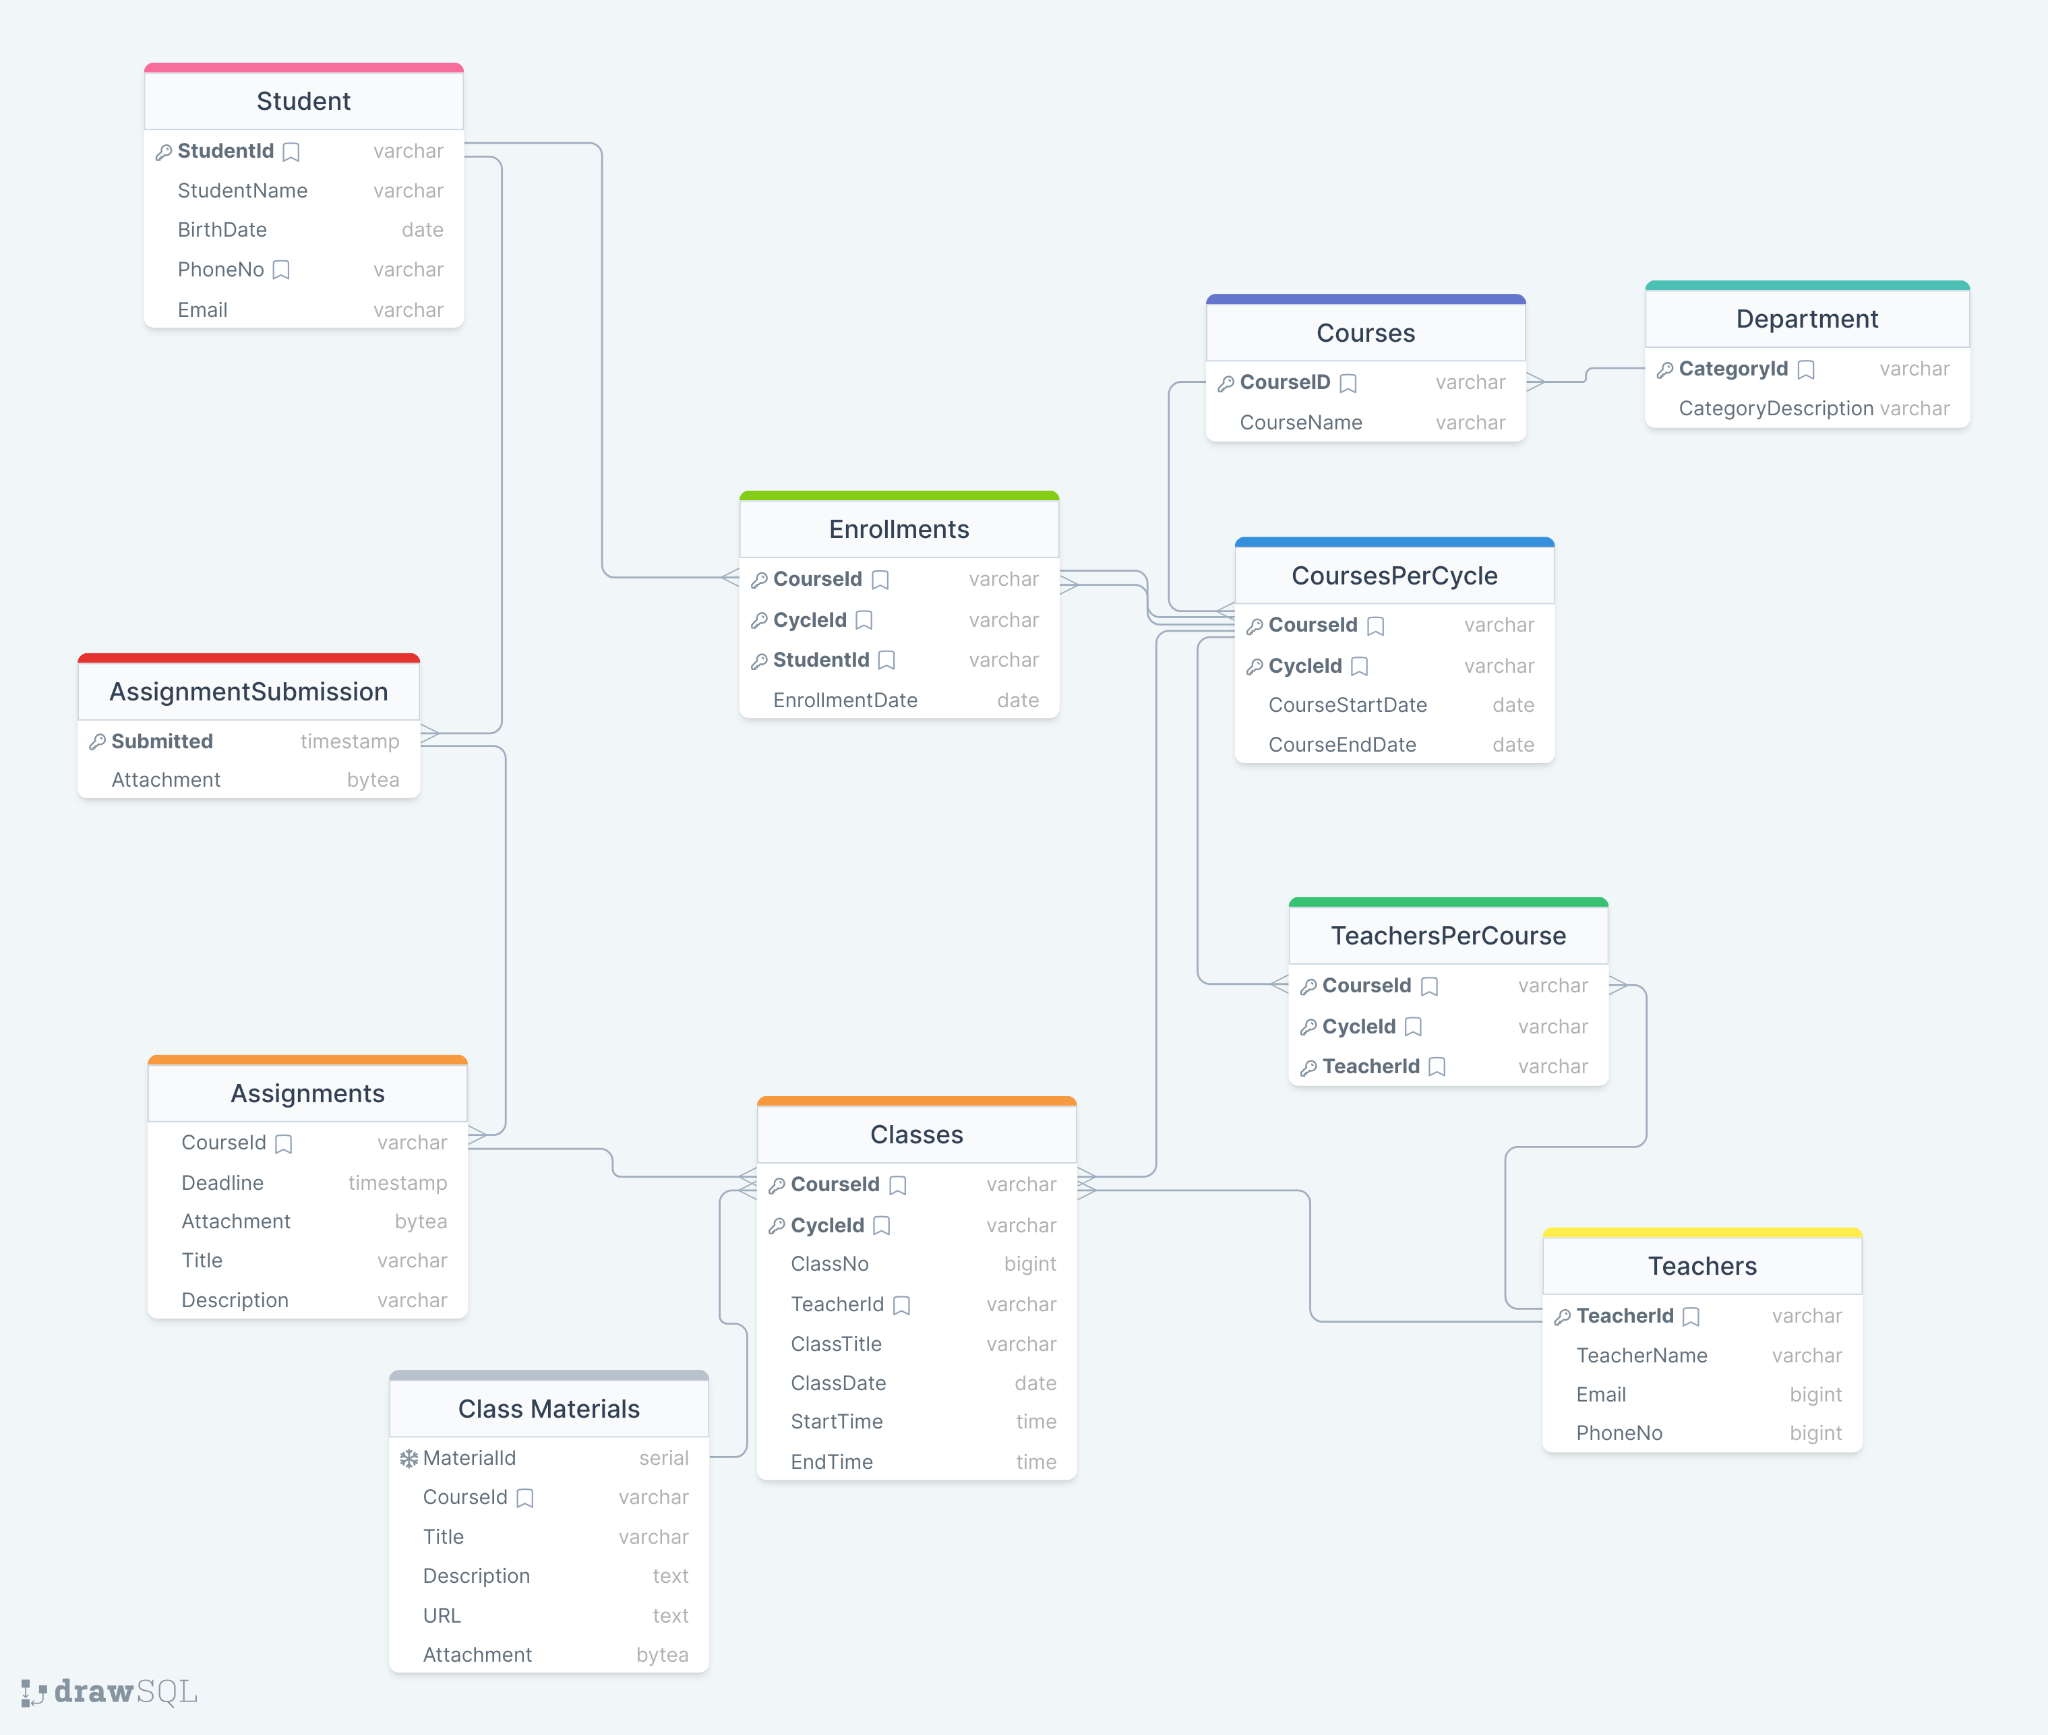 Student
StudentId varchar
StudentName varchar
BirthDate date
PhoneNo varchar
Email varchar
Courses
CourseID varchar
CourseName varchar
Department
CategoryId varchar
CategoryDescription varchar
Enrollments
CourseId varchar
CycleId varchar
StudentId varchar
EnrollmentDate date
CoursesPerCycle
CourseId varchar
CycleId varchar
CourseStartDate date
CourseEndDate date
AssignmentSubmission
Submitted timestamp
Attachment bytea
TeachersPerCourse
CourseId varchar
CycleId varchar
TeacherId varchar
Assignments
CourseId varchar
Deadline timestamp
Attachment bytea
Title varchar
Description varchar
Classes
CourseId varchar
CycleId varchar
ClassNo bigint
TeacherId varchar
ClassTitle varchar
ClassDate date
StartTime time
EndTime time
Teachers
TeacherId varchar
TeacherName varchar
Email bigint
PhoneNo bigint
Class Materials
MaterialId serial
CourseId varchar
Title varchar
Description text
URL text
Attachment bytea
drawSQL